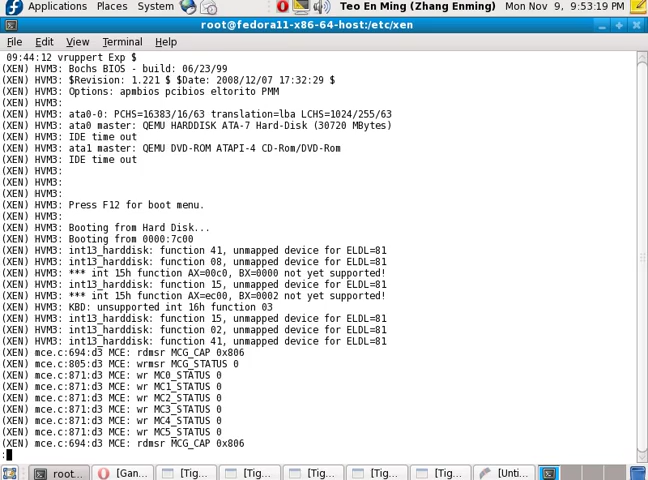 Applications Places System Teo En Ming (Zhang Enming) Mon Nov 9, 9:53:19 PM
root@fedora11-x86-64-host:/etc/xen
File Edit View Terminal Help
09:44:12 vruppert Exp $
(XEN) HVM3: Bochs BIOS - build: 06/23/99
(XEN) HVM3: $Revision: 1.221 $ $Date: 2008/12/07 17:32:29 $
(XEN) HVM3: Options: apmbios pcibios eltorito PMM
(XEN) HVM3:
(XEN) HVM3: ata0-0: PCHS=16383/16/63 translation=lba LCHS=1024/255/63
(XEN) HVM3: ata0 master: QEMU HARDDISK ATA-7 Hard-Disk (30720 MBytes)
(XEN) HVM3: IDE time out
(XEN) HVM3: ata1 master: QEMU DVD-ROM ATAPI-4 CD-Rom/DVD-Rom
(XEN) HVM3: IDE time out
(XEN) HVM3:
(XEN) HVM3:
(XEN) HVM3:
(XEN) HVM3: Press F12 for boot menu.
(XEN) HVM3:
(XEN) HVM3: Booting from Hard Disk...
(XEN) HVM3: Booting from 0000:7c00
(XEN) HVM3: int13_harddisk: function 41, unmapped device for ELDL=81
(XEN) HVM3: int13_harddisk: function 08, unmapped device for ELDL=81
(XEN) HVM3: *** int 15h function AX=00c0, BX=0000 not yet supported!
(XEN) HVM3: int13_harddisk: function 15, unmapped device for ELDL=81
(XEN) HVM3: *** int 15h function AX=ec00, BX=0002 not yet supported!
(XEN) HVM3: KBD: unsupported int 16h function 03
(XEN) HVM3: int13_harddisk: function 15, unmapped device for ELDL=81
(XEN) HVM3: int13_harddisk: function 02, unmapped device for ELDL=81
(XEN) HVM3: int13_harddisk: function 41, unmapped device for ELDL=81
(XEN) mce.c:694:d3 MCE: rdmsr MCG_CAP 0x806
(XEN) mce.c:805:d3 MCE: wrmsr MCG_STATUS 0
(XEN) mce.c:871:d3 MCE: wr MC0_STATUS 0
(XEN) mce.c:871:d3 MCE: wr MC1_STATUS 0
(XEN) mce.c:871:d3 MCE: wr MC2_STATUS 0
(XEN) mce.c:871:d3 MCE: wr MC3_STATUS 0
(XEN) mce.c:871:d3 MCE: wr MC4_STATUS 0
(XEN) mce.c:871:d3 MCE: wr MC5_STATUS 0
(XEN) mce.c:694:d3 MCE: rdmsr MCG_CAP 0x806
:
root... [Gan... [Tig... [Tig... [Tig... [Tig... [Tig... [Unti...